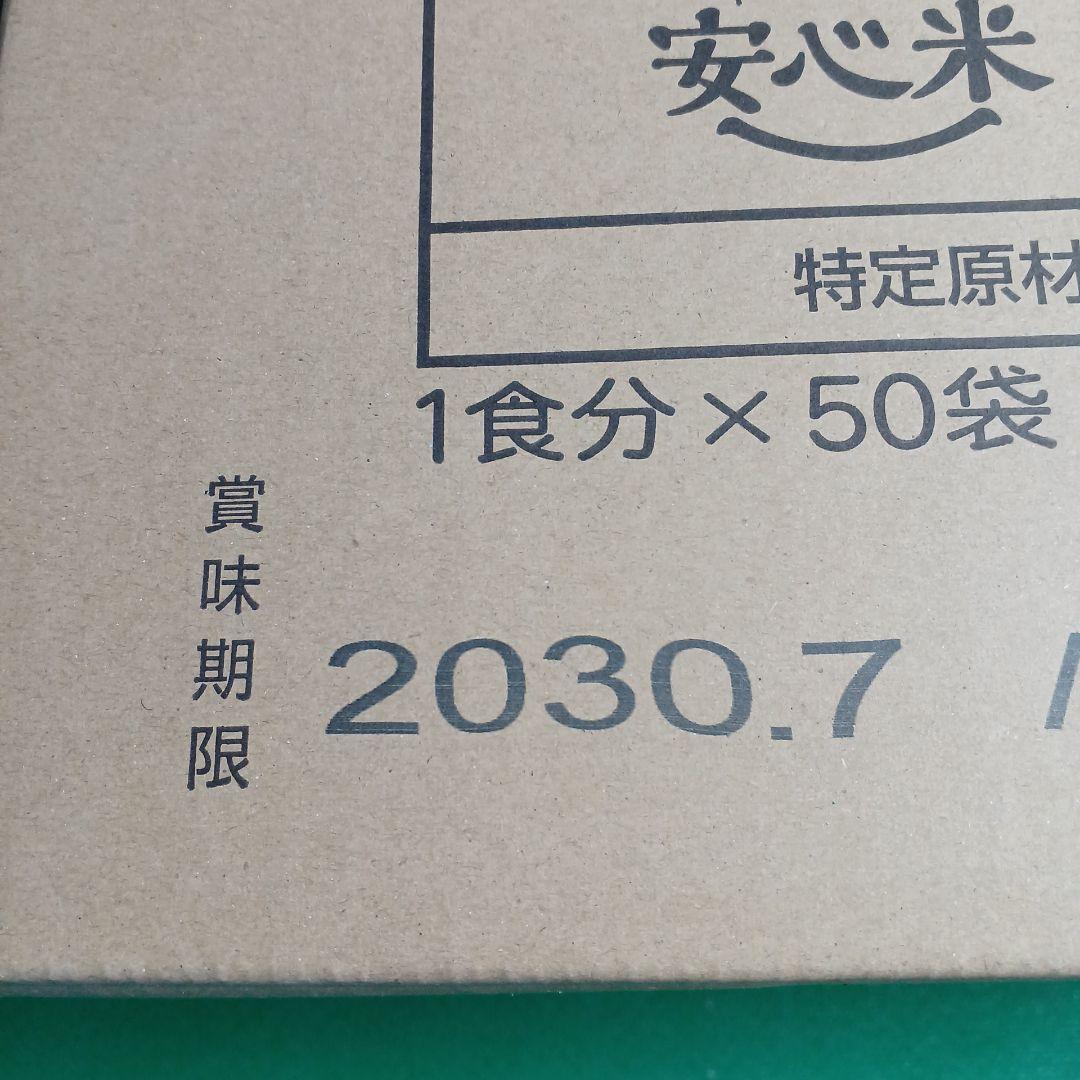 安心米
特定原材
1食分×50袋
賞味期限
2030.7 /